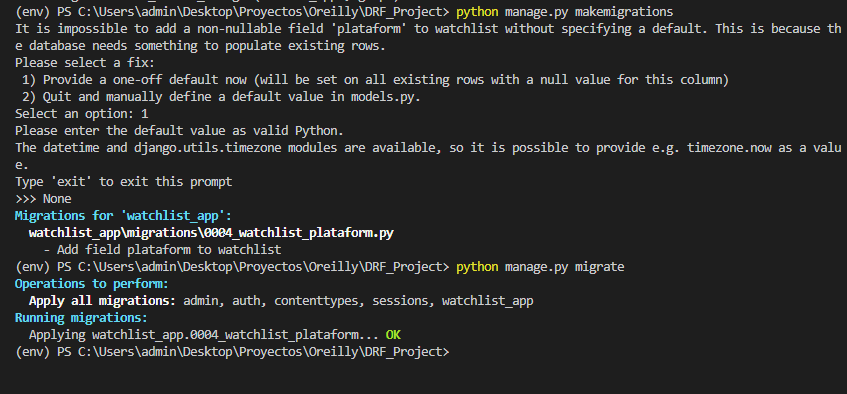 (env) PS C:\Users\admin\Desktop\Proyectos\Oreilly\DRF_Project> python manage.py makemigrations
It is impossible to add a non-nullable field 'plataform' to watchlist without specifying a default. This is because th
e database needs something to populate existing rows.
Please select a fix:
 1) Provide a one-off default now (will be set on all existing rows with a null value for this column)
 2) Quit and manually define a default value in models.py.
Select an option: 1
Please enter the default value as valid Python.
The datetime and django.utils.timezone modules are available, so it is possible to provide e.g. timezone.now as a valu
e.
Type 'exit' to exit this prompt
>>> None
Migrations for 'watchlist_app':
  watchlist_app\migrations\0004_watchlist_plataform.py
    - Add field plataform to watchlist
(env) PS C:\Users\admin\Desktop\Proyectos\Oreilly\DRF_Project> python manage.py migrate
Operations to perform:
  Apply all migrations: admin, auth, contenttypes, sessions, watchlist_app
Running migrations:
  Applying watchlist_app.0004_watchlist_plataform... OK
(env) PS C:\Users\admin\Desktop\Proyectos\Oreilly\DRF_Project>